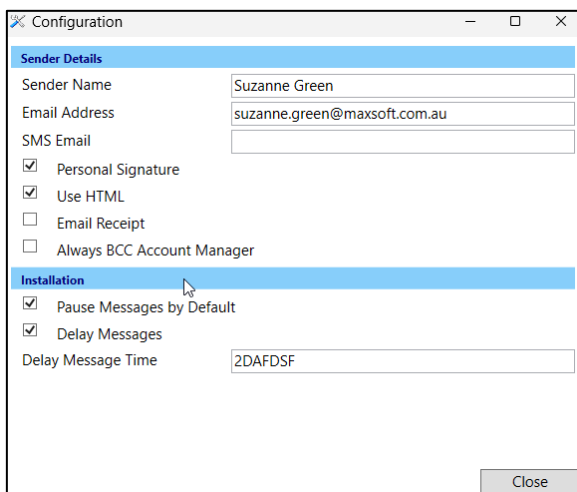 Configuration
Sender Details
Sender Name Suzanne Green
Email Address suzanne.green@maxsoft.com.au
SMS Email
Personal Signature
Use HTML
Email Receipt
Always BCC Account Manager
Installation
Pause Messages by Default
Delay Messages
Delay Message Time 2DAFDSF
Close